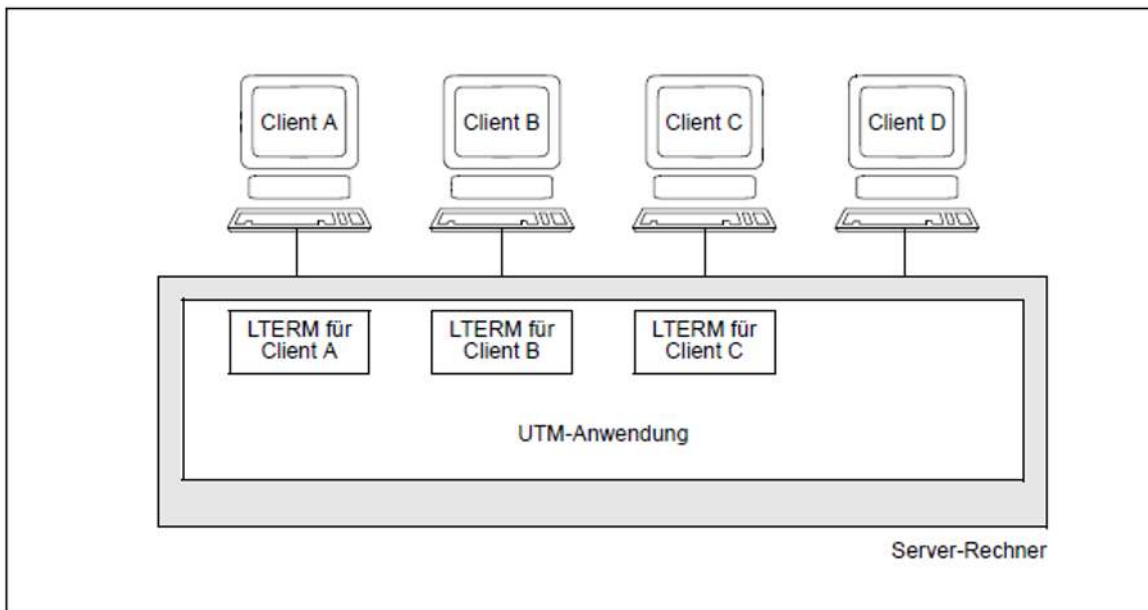 Client A
Client B
Client C
Client D
LTERM für
Client A
LTERM für
Client B
LTERM für
Client C
UTM-Anwendung
Server-Rechner